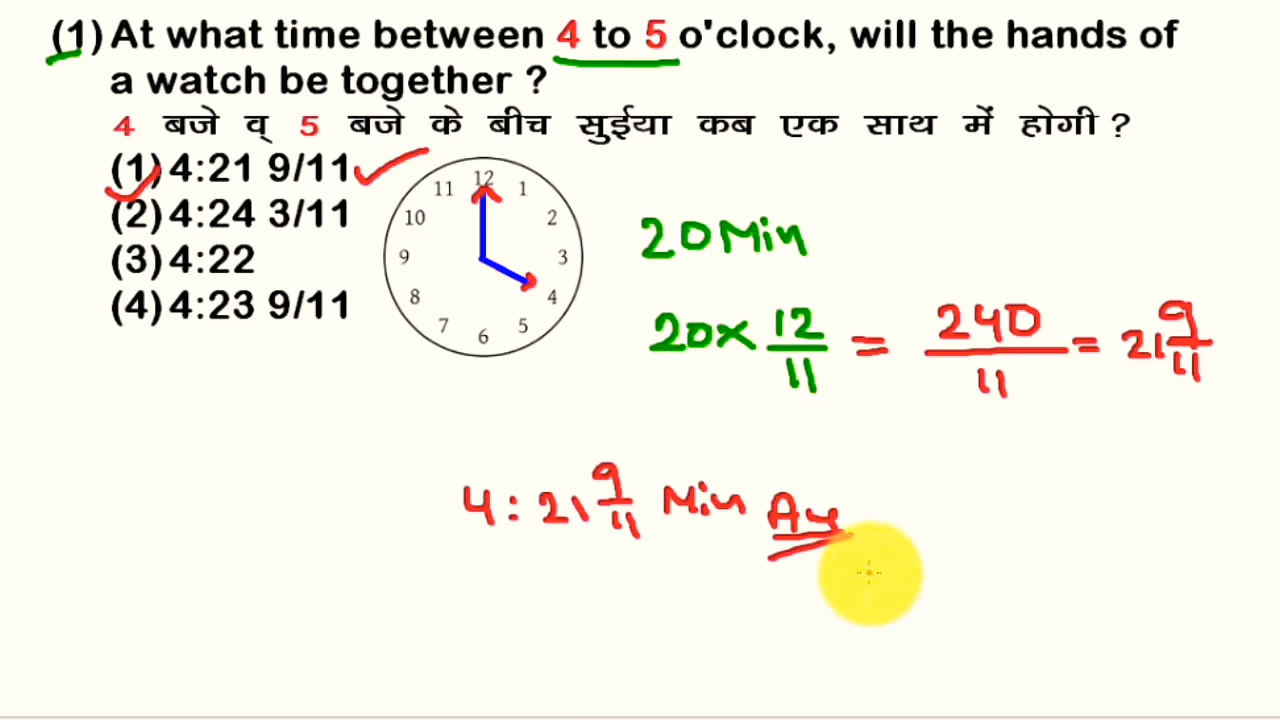 (1) At what time between 4 to 5 o'clock, will the hands of
a watch be together ?
4 बजे व् 5 बजे के बीच सुईया कब एक साथ में होगी ?
(1) 4:21 9/11
(2) 4:24 3/11
(3) 4:22
(4) 4:23 9/11
12
11 1
10 2
9 3
8 4
7 5
6
20 Min
20 × 12/11 = 240/11 = 21 9/11
4 : 21 9/11 Min